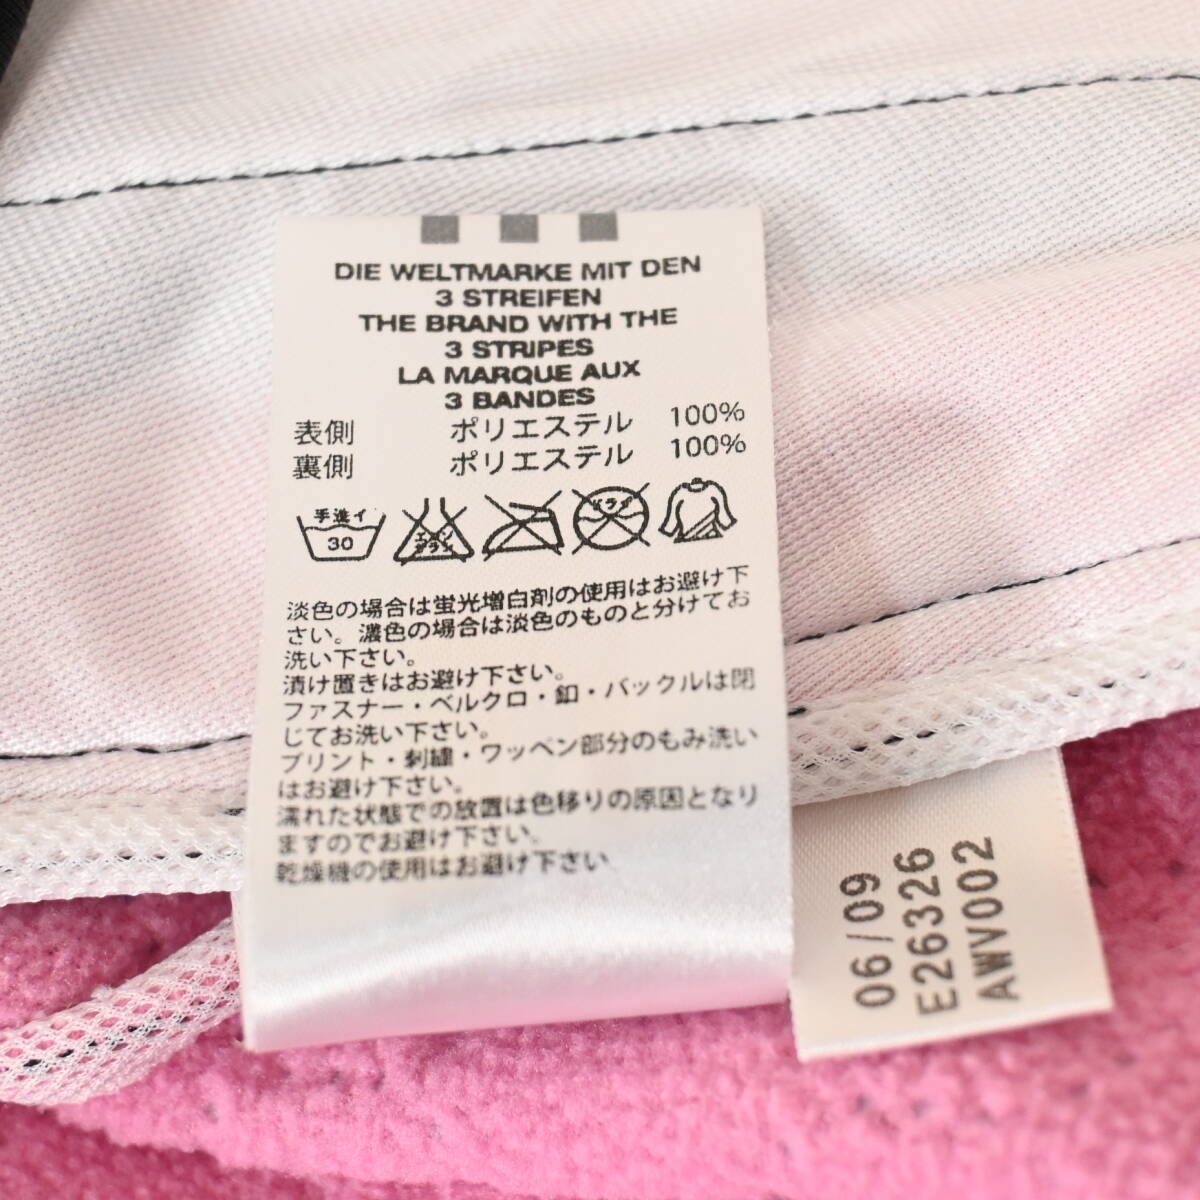 DIE WELTMARKE MIT DEN
3 STREIFEN
THE BRAND WITH THE
3 STRIPES
LA MARQUE AUX
3 BANDES
表側 ポリエステル 100%
裏側 ポリエステル 100%
手洗イ
30
エンソ
サラシ
ドライ
淡色の場合は蛍光増白剤の使用はお避け下
さい。濃色の場合は淡色のものと分けてお
洗い下さい。
漬け置きはお避け下さい。
ファスナー・ベルクロ・釦・バックルは閉
じてお洗い下さい。
プリント・刺繍・ワッペン部分のもみ洗い
はお避け下さい。
濡れた状態での放置は色移りの原因となり
ますのでお避け下さい。
乾燥機の使用はお避け下さい。
06/09
E26326
AWV002